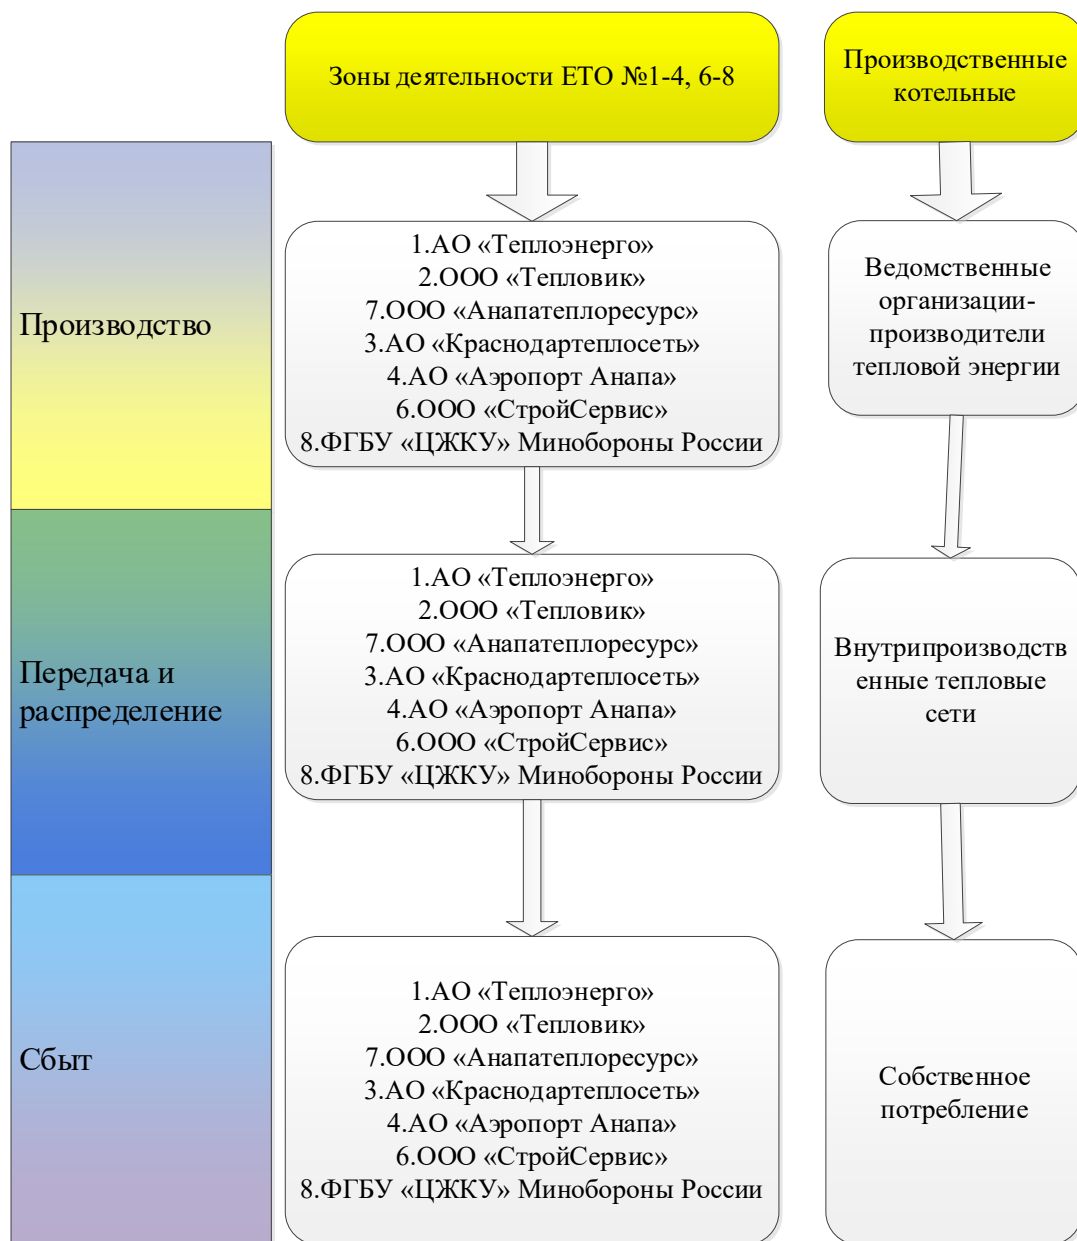 Зоны деятельности ЕТО №1-4, 6-8
Производственные
котельные
Производство
1.АО «Теплоэнерго»
2.ООО «Тепловик»
7.ООО «Анапатеплоресурс»
3.АО «Краснодартеплосеть»
4.АО «Аэропорт Анапа»
6.ООО «СтройСервис»
8.ФГБУ «ЦЖКУ» Минобороны России
Ведомственные
организации-
производители
тепловой энергии
Передача и
распределение
1.АО «Теплоэнерго»
2.ООО «Тепловик»
7.ООО «Анапатеплоресурс»
3.АО «Краснодартеплосеть»
4.АО «Аэропорт Анапа»
6.ООО «СтройСервис»
8.ФГБУ «ЦЖКУ» Минобороны России
Внутрипроизводств
енные тепловые
сети
Сбыт
1.АО «Теплоэнерго»
2.ООО «Тепловик»
7.ООО «Анапатеплоресурс»
3.АО «Краснодартеплосеть»
4.АО «Аэропорт Анапа»
6.ООО «СтройСервис»
8.ФГБУ «ЦЖКУ» Минобороны России
Собственное
потребление